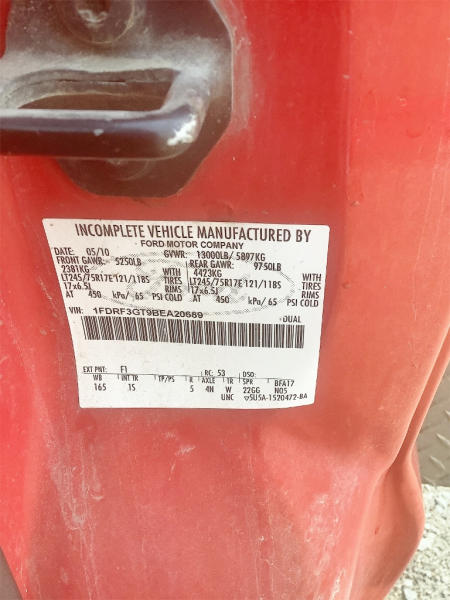 INCOMPLETE VEHICLE MANUFACTURED BY
FORD MOTOR COMPANY
DATE: 05/10 GVWR: 13000LB/ 5897KG
FRONT GAWR: 5250LB REAR GAWR: 9750LB
2381KG WITH 4423KG WITH
LT245/75R17E 121/118S TIRES LT245/75R17E 121/118S TIRES
17x6.5J RIMS 17x6.5J RIMS
AT 450 kPa/ 65 PSI COLD AT 450 kPa/ 65 PSI COLD
VIN: 1FDRF3GT9BEA20669 DUAL
EXT PNT: F1 RC: 53 DSO:
WB INT TR TP/PS R AXLE TR SPR BFA17
165 1S 5 4N W 22GG N05
UNC ▽5U5A-1520472-BA